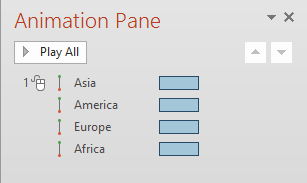 Animation Pane
Play All
1 Asia
America
Europe
Africa